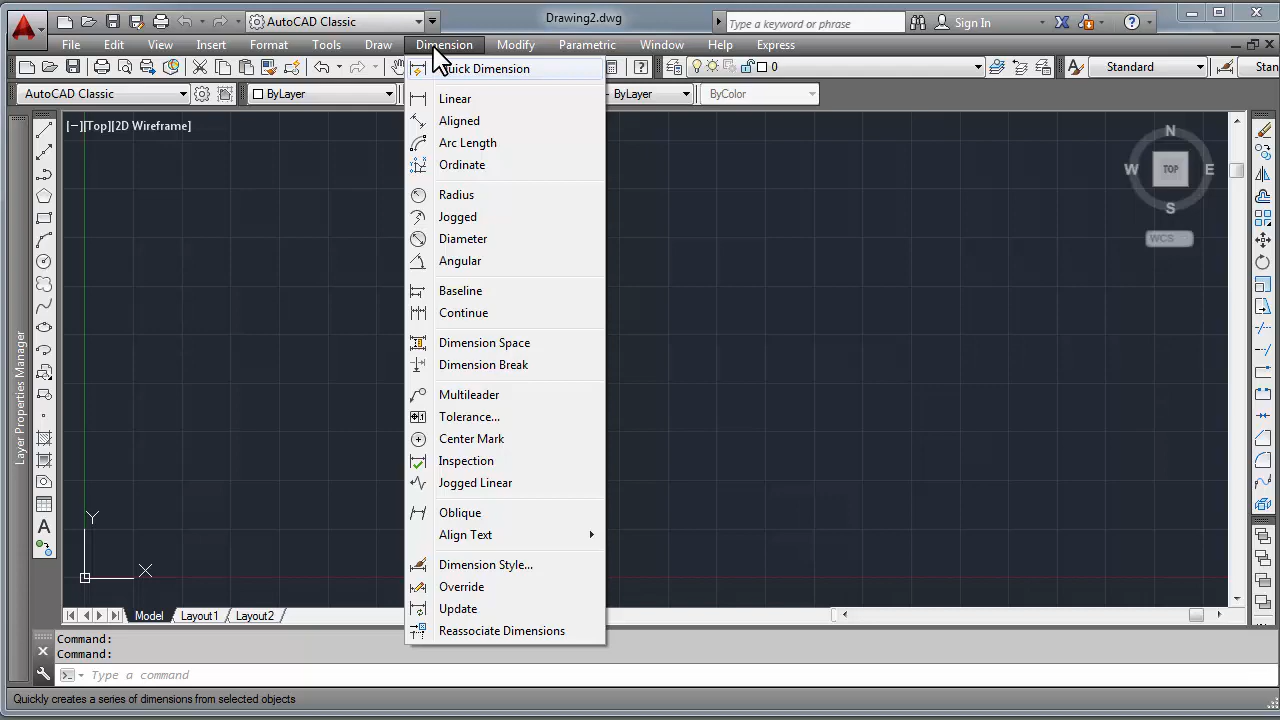 AutoCAD Classic
Drawing2.dwg
Type a keyword or phrase
Sign In
File Edit View Insert Format Tools Draw Dimension Modify Parametric Window Help Express
0
Standard
Stan
AutoCAD Classic
ByLayer
ByLayer
ByColor
[−][Top][2D Wireframe]
Quick Dimension
Linear
Aligned
Arc Length
Ordinate
Radius
Jogged
Diameter
Angular
Baseline
Continue
Dimension Space
Dimension Break
Multileader
Tolerance...
Center Mark
Inspection
Jogged Linear
Oblique
Align Text
Dimension Style...
Override
Update
Reassociate Dimensions
N
W TOP E
S
WCS
Layer Properties Manager
A
Y
X
Model Layout1 Layout2
Command:
Command:
Type a command
Quickly creates a series of dimensions from selected objects